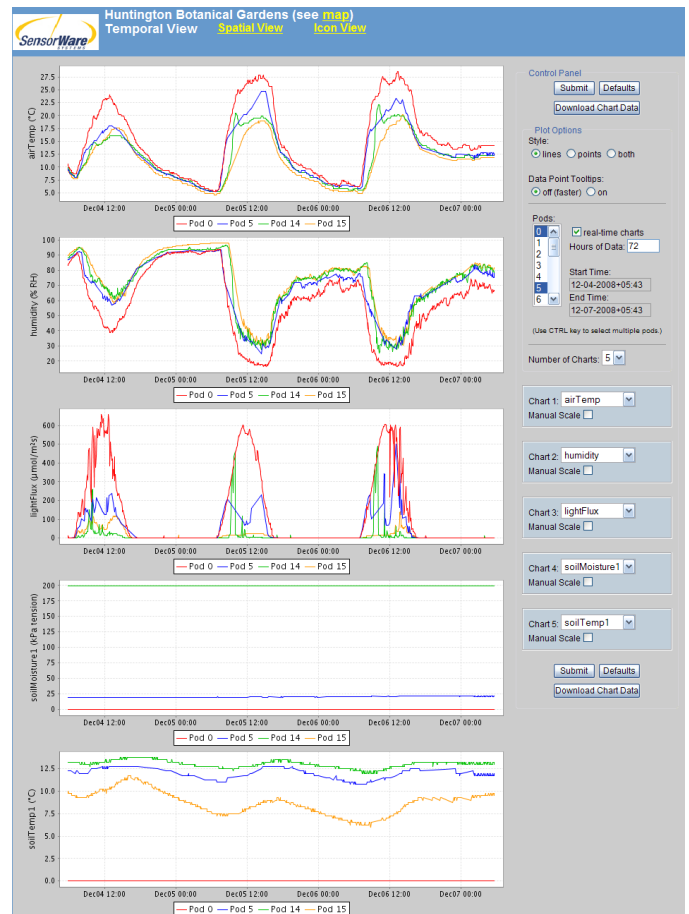 SensorWare
SYSTEMS
Huntington Botanical Gardens (see map)
Temporal View Spatial View Icon View
airTemp (°C)
27.5
25.0
22.5
20.0
17.5
15.0
12.5
10.0
7.5
5.0
Dec04 12:00 Dec05 00:00 Dec05 12:00 Dec06 00:00 Dec06 12:00 Dec07 00:00
Pod 0 Pod 5 Pod 14 Pod 15
humidity (% RH)
100
90
80
70
60
50
40
30
20
Dec04 12:00 Dec05 00:00 Dec05 12:00 Dec06 00:00 Dec06 12:00 Dec07 00:00
Pod 0 Pod 5 Pod 14 Pod 15
lightFlux (μmol/m²s)
600
500
400
300
200
100
0
Dec04 12:00 Dec05 00:00 Dec05 12:00 Dec06 00:00 Dec06 12:00 Dec07 00:00
Pod 0 Pod 5 Pod 14 Pod 15
soilMoisture1 (kPa tension)
200
175
150
125
100
75
50
25
0
Dec04 12:00 Dec05 00:00 Dec05 12:00 Dec06 00:00 Dec06 12:00 Dec07 00:00
Pod 0 Pod 5 Pod 14 Pod 15
soilTemp1 (°C)
12.5
10.0
7.5
5.0
2.5
0.0
Dec04 12:00 Dec05 00:00 Dec05 12:00 Dec06 00:00 Dec06 12:00 Dec07 00:00
Pod 0 Pod 5 Pod 14 Pod 15
Control Panel
Submit Defaults
Download Chart Data
Plot Options
Style:
lines points both
Data Point Tooltips:
off (faster) on
Pods:
0
1
2
3
4
5
6
real-time charts
Hours of Data: 72
Start Time:
12-04-2008+05:43
End Time:
12-07-2008+05:43
(Use CTRL key to select multiple pods.)
Number of Charts: 5
Chart 1: airTemp
Manual Scale
Chart 2: humidity
Manual Scale
Chart 3: lightFlux
Manual Scale
Chart 4: soilMoisture1
Manual Scale
Chart 5: soilTemp1
Manual Scale
Submit Defaults
Download Chart Data